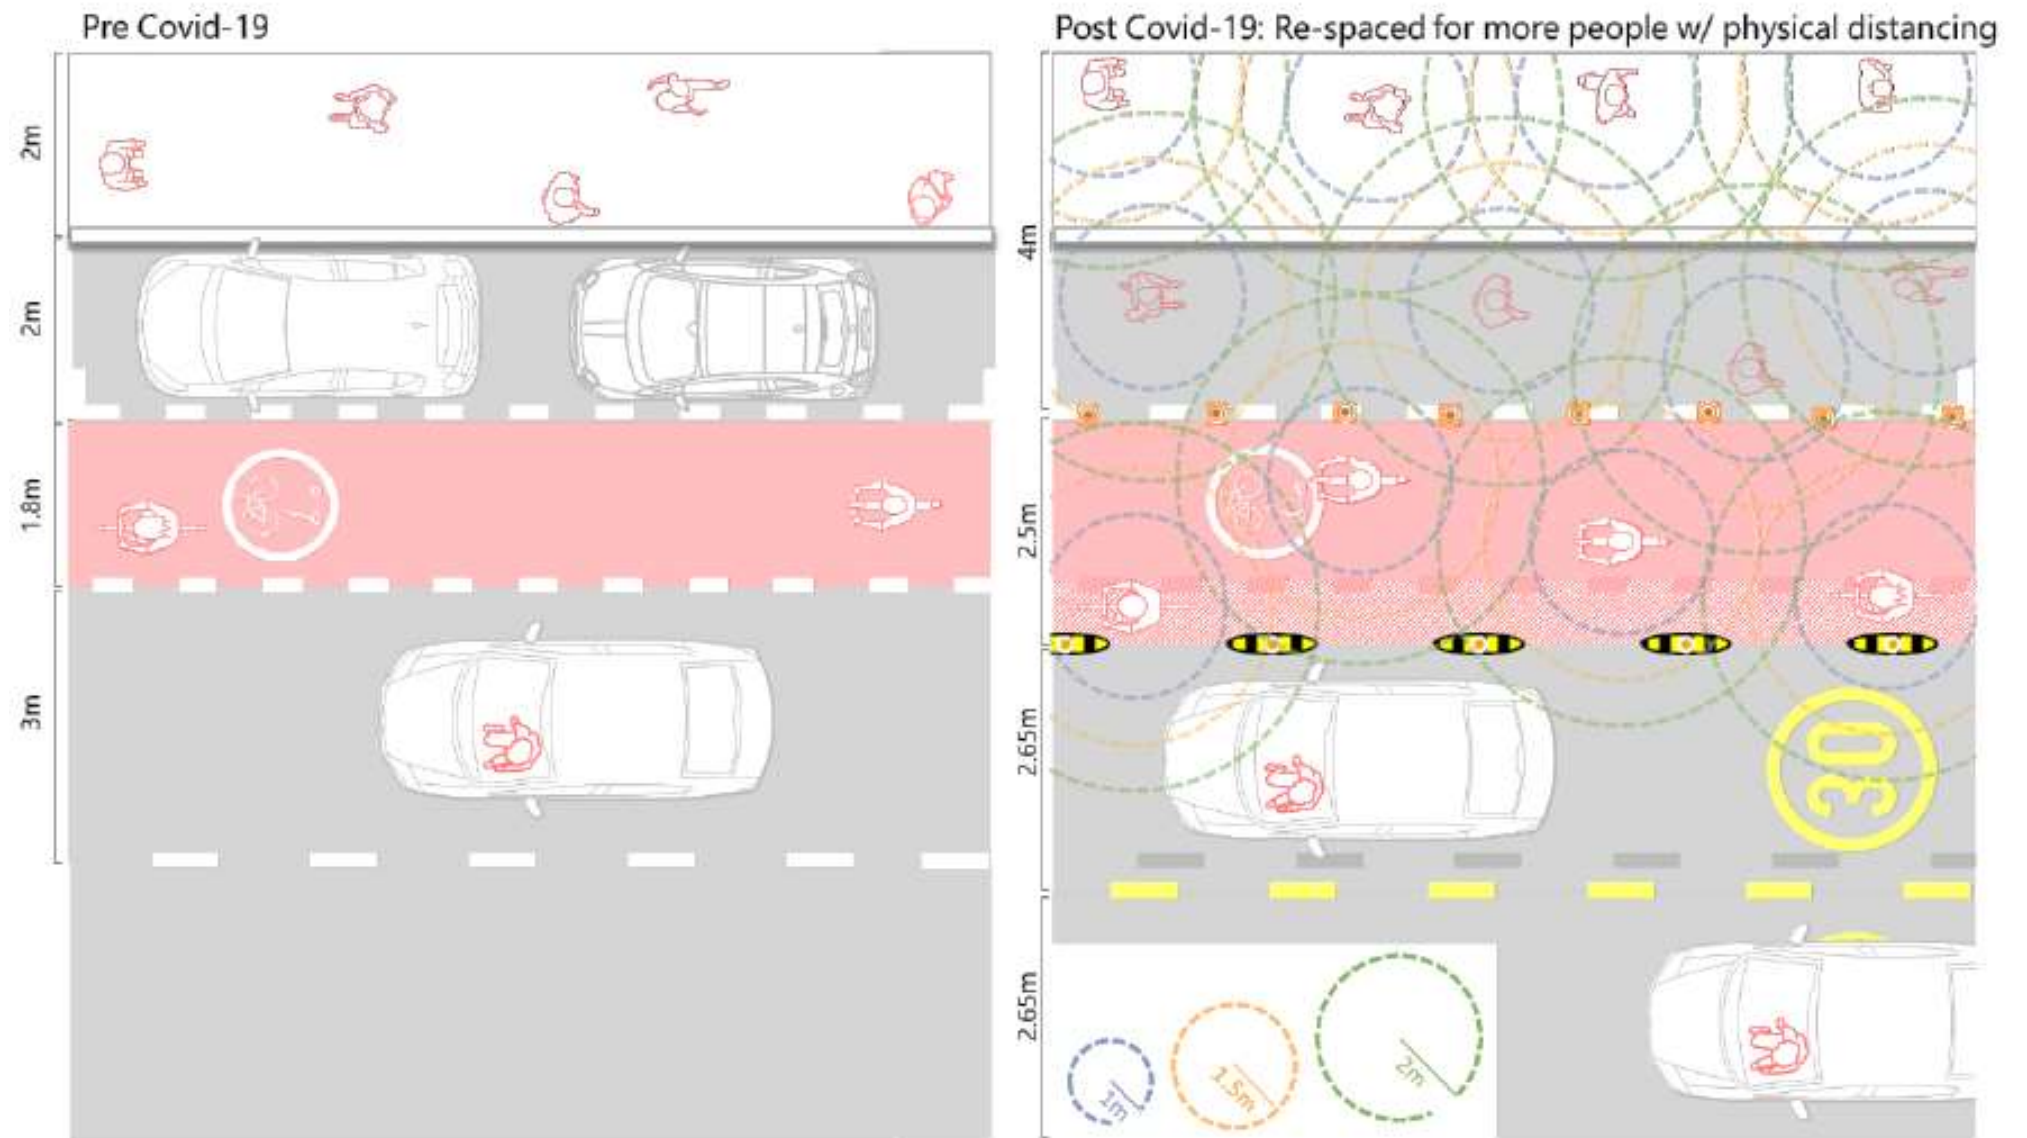 Pre Covid-19
2m
2m
1.8m
3m
Post Covid-19: Re-spaced for more people w/ physical distancing
4m
2.5m
2.65m
30
2.65m
1m
1.5m
2m